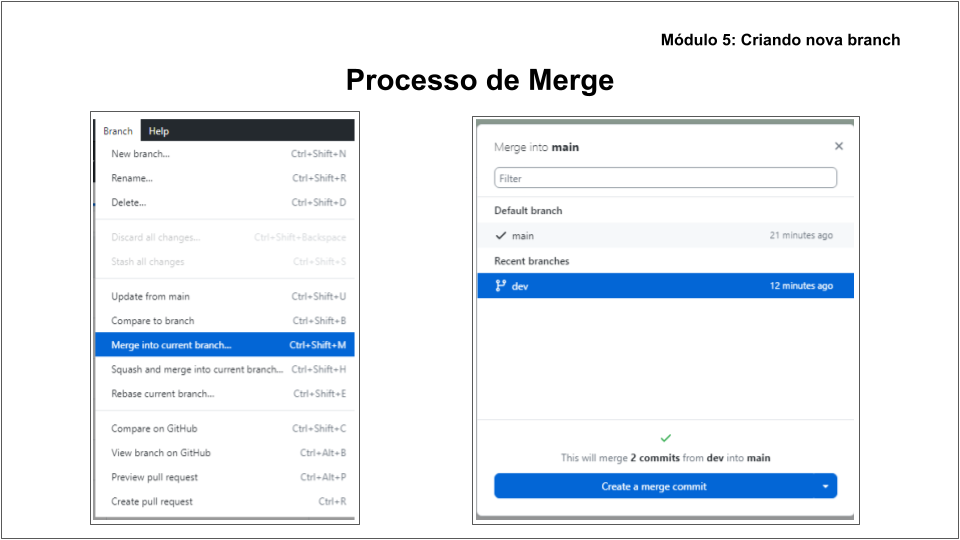 Módulo 5: Criando nova branch
Processo de Merge
Branch Help
New branch... Ctrl+Shift+N
Rename... Ctrl+Shift+R
Delete... Ctrl+Shift+D
Discard all changes... Ctrl+Shift+Backspace
Stash all changes Ctrl+Shift+S
Update from main Ctrl+Shift+U
Compare to branch Ctrl+Shift+B
Merge into current branch... Ctrl+Shift+M
Squash and merge into current branch... Ctrl+Shift+H
Rebase current branch... Ctrl+Shift+E
Compare on GitHub Ctrl+Shift+C
View branch on GitHub Ctrl+Alt+B
Preview pull request Ctrl+Alt+P
Create pull request Ctrl+R
Merge into main
Filter
Default branch
main 21 minutes ago
Recent branches
dev 12 minutes ago
This will merge 2 commits from dev into main
Create a merge commit